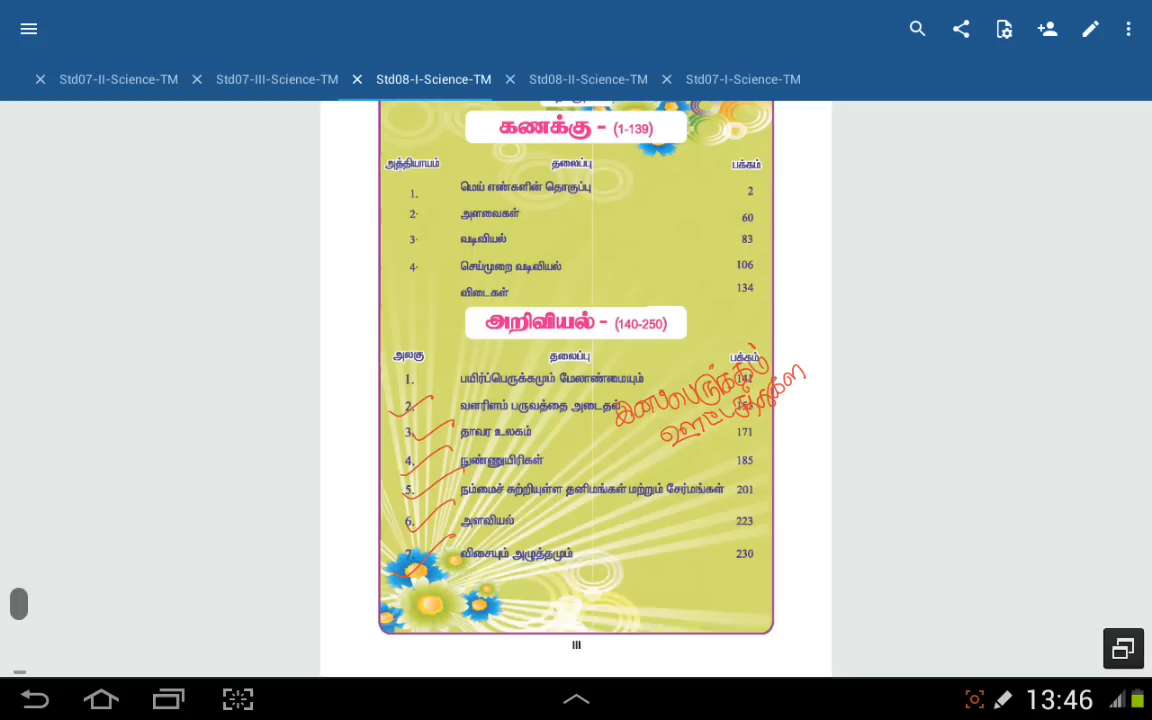 Std07-II-Science-TM
Std07-III-Science-TM
Std08-I-Science-TM
Std08-II-Science-TM
Std07-I-Science-TM
கணக்கு - (1-139)
அத்தியாயம் தலைப்பு பக்கம்
1. மெய் எண்களின் தொகுப்பு 2
2. அளவைகள் 60
3. வடிவியல் 83
4. செய்முறை வடிவியல் 106
விடைகள் 134
அறிவியல் - (140-250)
அலகு தலைப்பு பக்கம்
1. பயிர்ப்பெருக்கமும் மேலாண்மையும் 141
2. வளரிளம் பருவத்தை அடைதல்
இனப்பெருக்கம்
3. தாவர உலகம் 171
4. நுண்ணுயிரிகள் 185
5. நம்மைச் சுற்றியுள்ள தனிமங்கள் மற்றும் சேர்மங்கள் 201
6. அளவியல் 223
7. விசையும் அழுத்தமும் 230
III
13:46